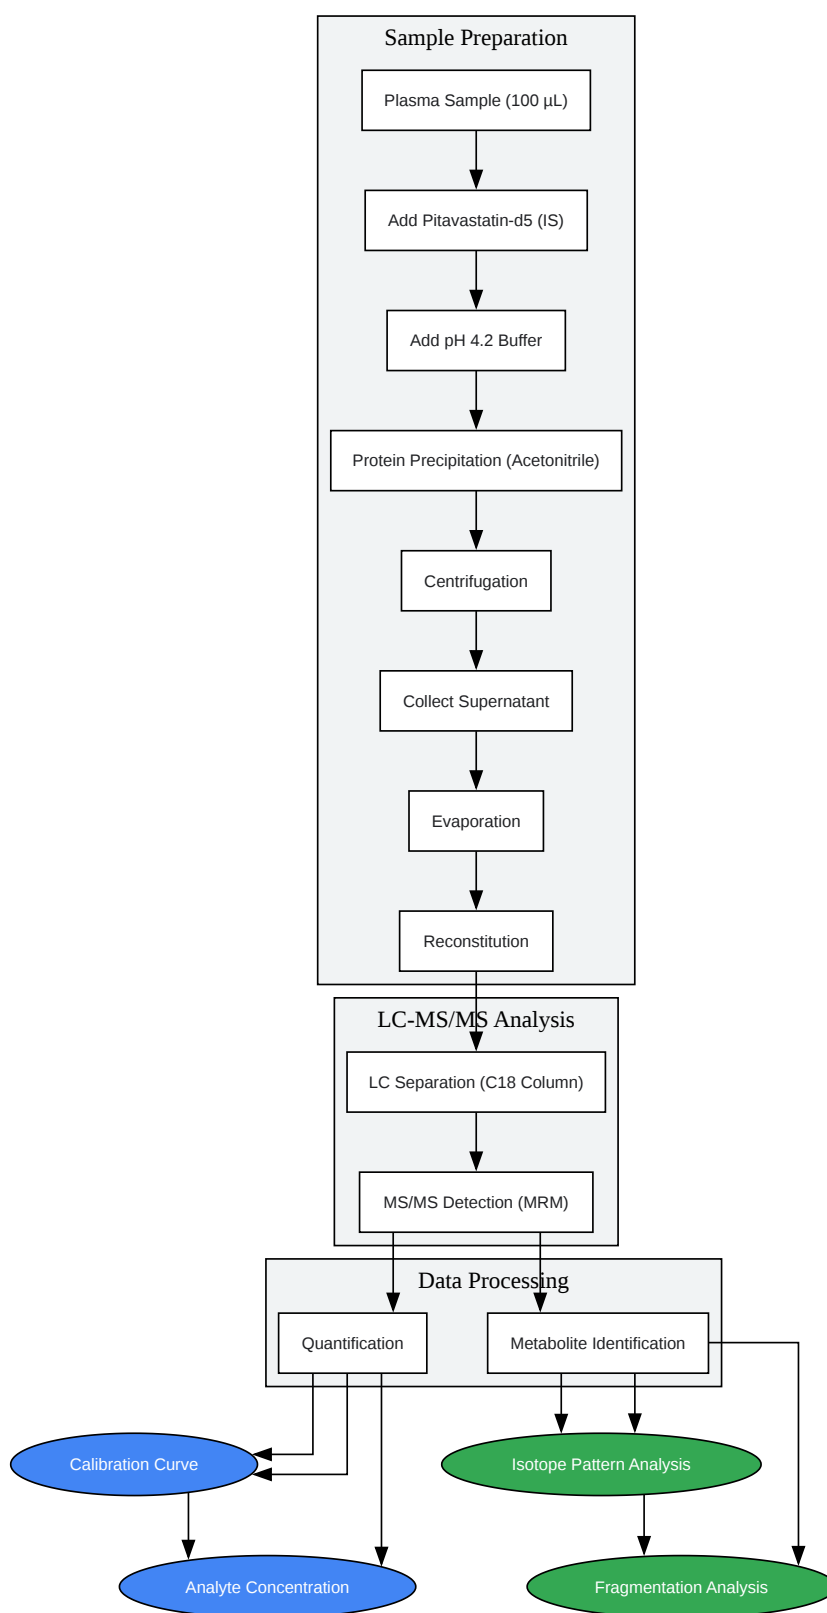 Sample Preparation
Plasma Sample (100 µL)
Add Pitavastatin-d5 (IS)
Add pH 4.2 Buffer
Protein Precipitation (Acetonitrile)
Centrifugation
Collect Supernatant
Evaporation
Reconstitution
LC-MS/MS Analysis
LC Separation (C18 Column)
MS/MS Detection (MRM)
Data Processing
Quantification
Metabolite Identification
Calibration Curve
Isotope Pattern Analysis
Analyte Concentration
Fragmentation Analysis